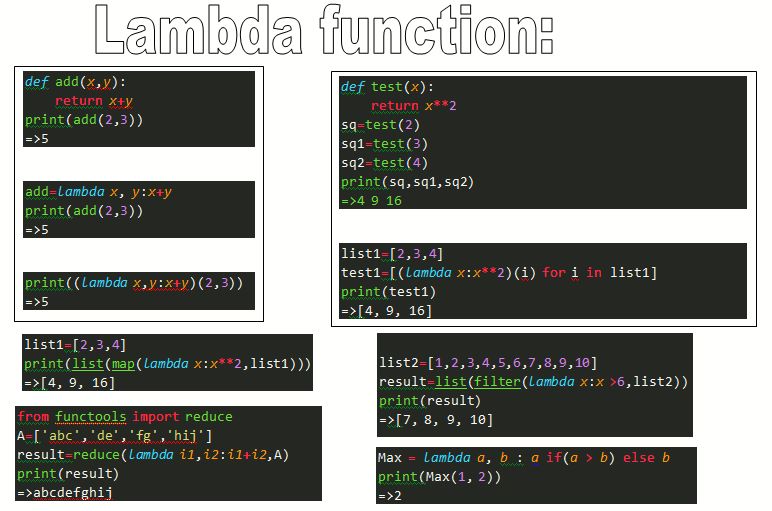 Lambda function:
def add(x,y):
    return x+y
print(add(2,3))
=>5
add=lambda x, y:x+y
print(add(2,3))
=>5
print((lambda x,y:x+y)(2,3))
=>5
def test(x):
    return x**2
sq=test(2)
sq1=test(3)
sq2=test(4)
print(sq,sq1,sq2)
=>4 9 16
list1=[2,3,4]
test1=[(lambda x:x**2)(i) for i in list1]
print(test1)
=>[4, 9, 16]
list1=[2,3,4]
print(list(map(lambda x:x**2,list1)))
=>[4, 9, 16]
list2=[1,2,3,4,5,6,7,8,9,10]
result=list(filter(lambda x:x >6,list2))
print(result)
=>[7, 8, 9, 10]
from functools import reduce
A=['abc','de','fg','hij']
result=reduce(lambda i1,i2:i1+i2,A)
print(result)
=>abcdefghij
Max = lambda a, b : a if(a > b) else b
print(Max(1, 2))
=>2